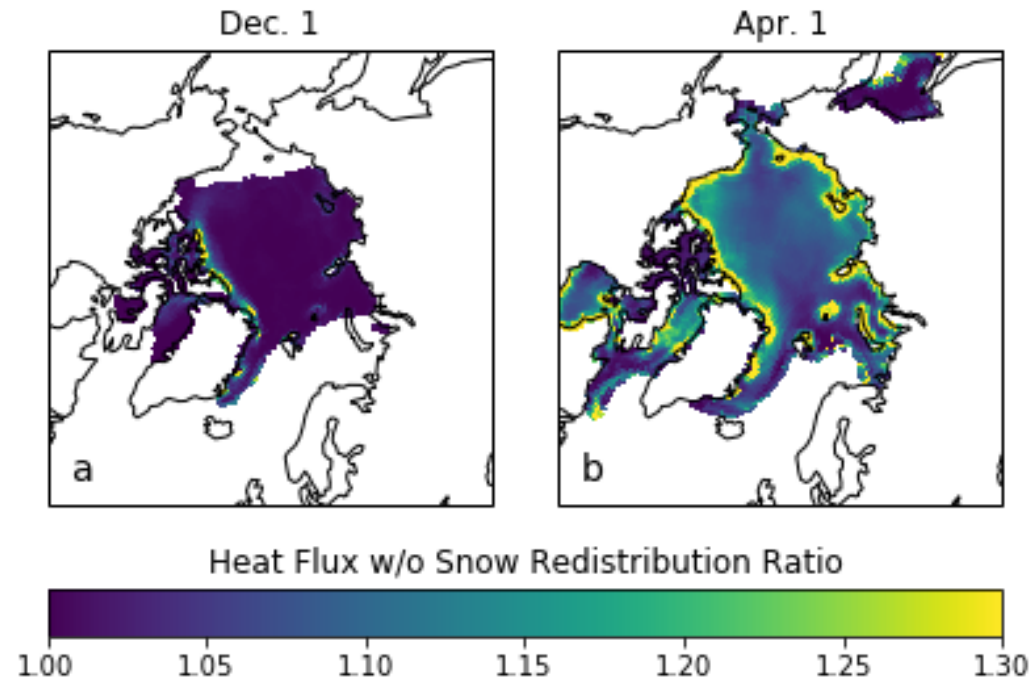 Dec. 1
Apr. 1
a
b
Heat Flux w/o Snow Redistribution Ratio
1.00 1.05 1.10 1.15 1.20 1.25 1.30